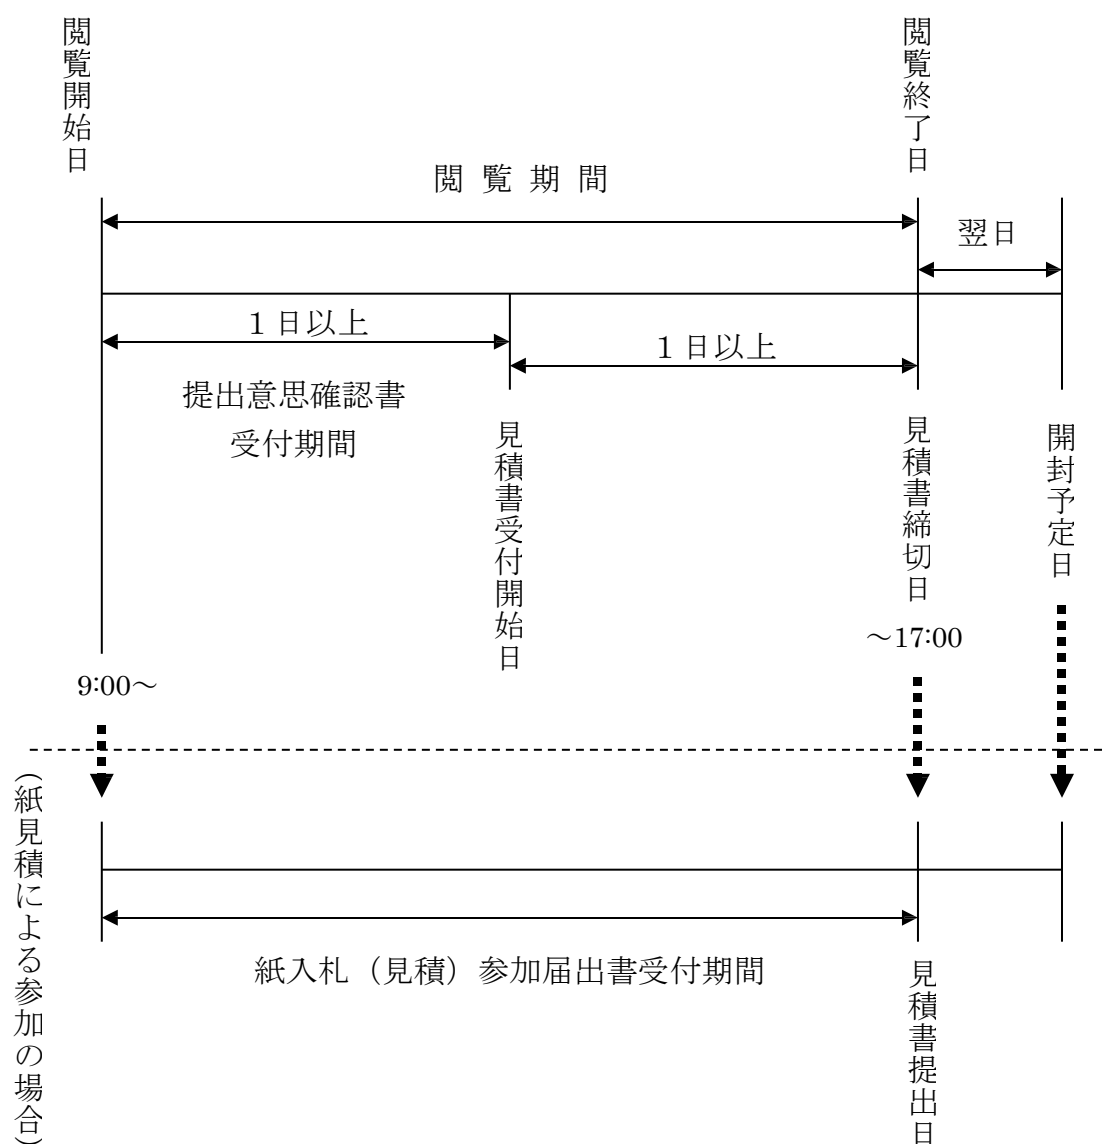 閲覧開始日
閲覧終了日
閲 覧 期 間
翌日
１日以上
１日以上
提出意思確認書
受付期間
見積書受付開始日
見積書締切日
開封予定日
～17:00
9:00～
（紙見積による参加の場合）
紙入札（見積）参加届出書受付期間
見積書提出日